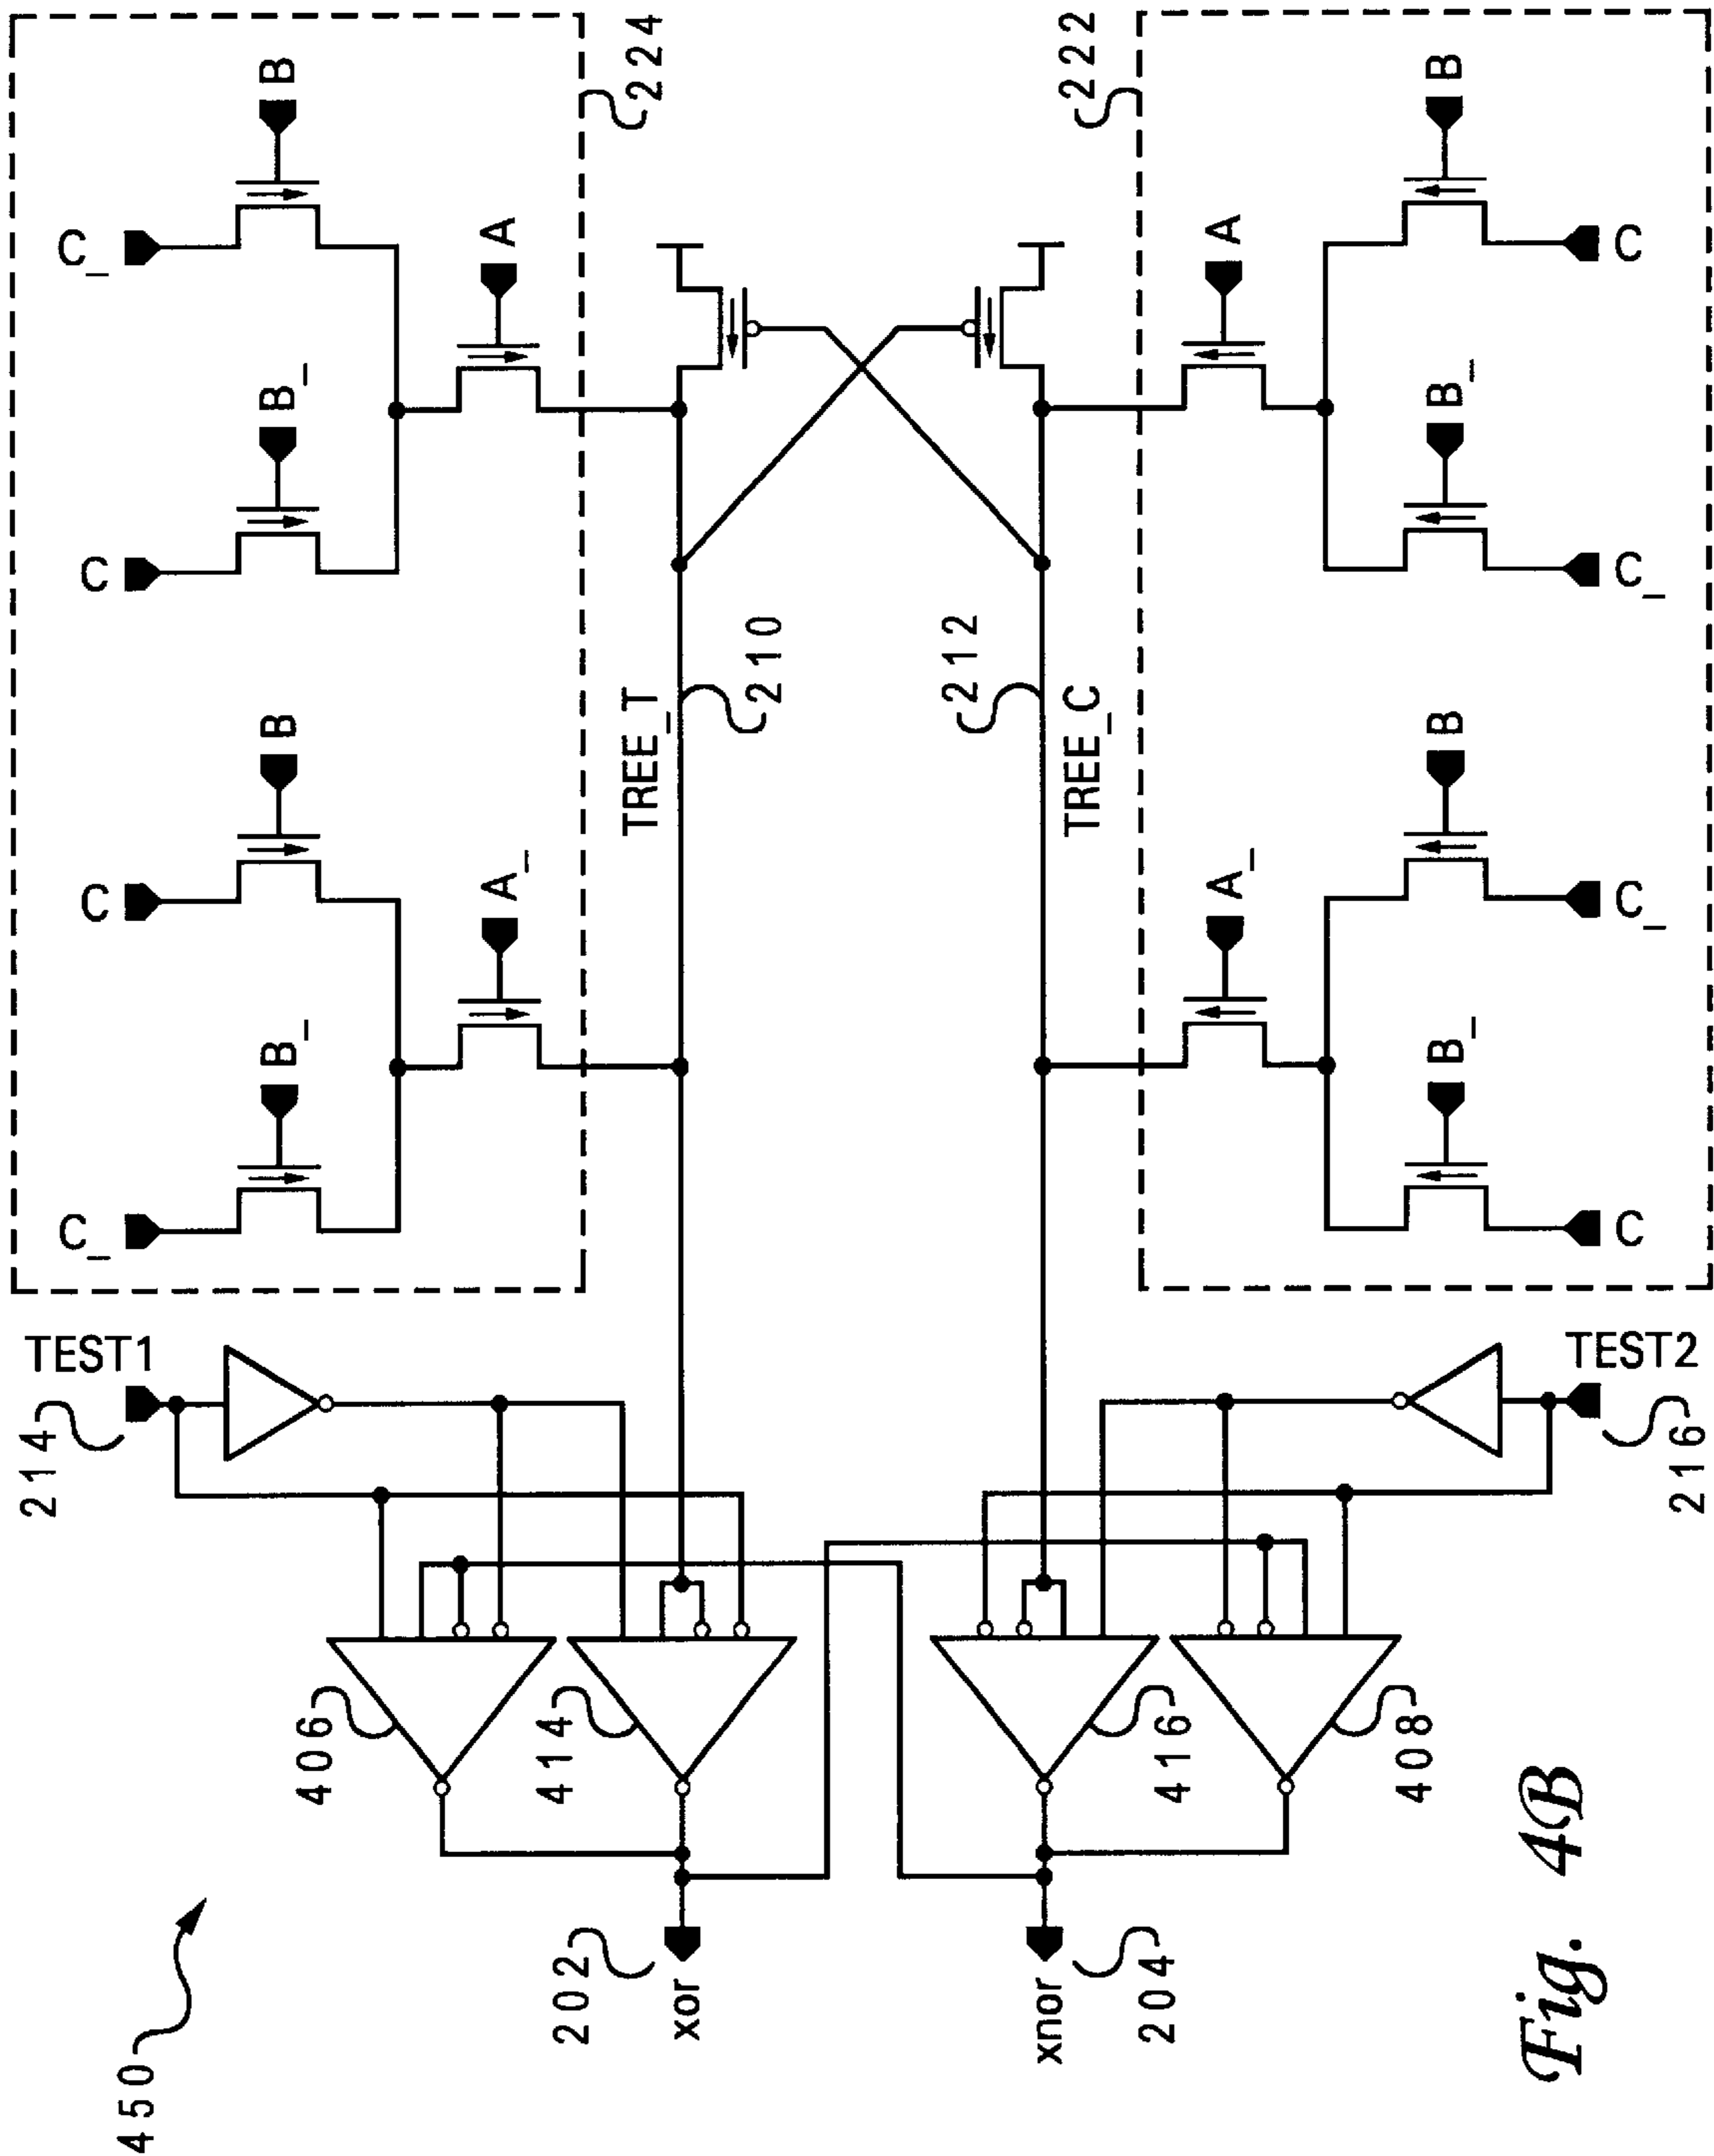 450
Fig. 4B
202
xor
xnor
204
406
414
416
408
214
TEST1
TEST2
216
C_
B_
C
B
A_
C
B_
C_
B
A
TREE_T
210
224
TREE_C
212
222
A_
B_
C
B
C_
A
B_
C_
B
C